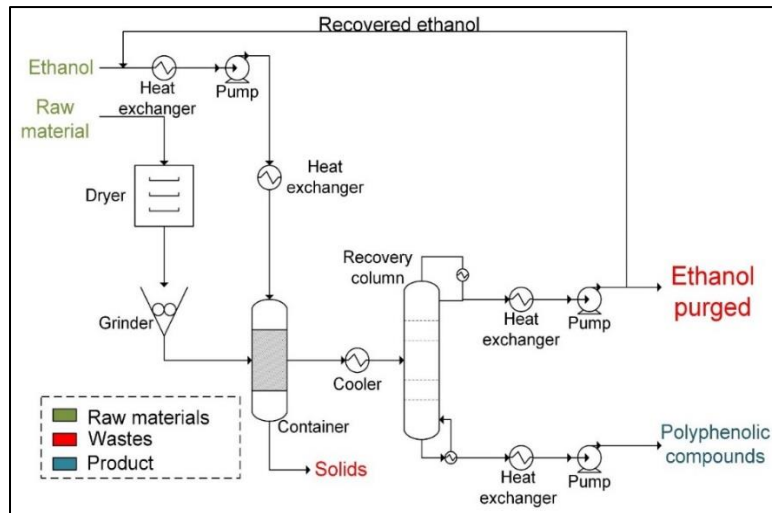 Recovered ethanol
Ethanol
Heat
exchanger
Pump
Raw
material
Heat
exchanger
Dryer
Recovery
column
Grinder
Heat
exchanger
Pump
Ethanol
purged
Cooler
Container
Solids
Raw materials
Wastes
Product
Heat
exchanger
Pump
Polyphenolic
compounds